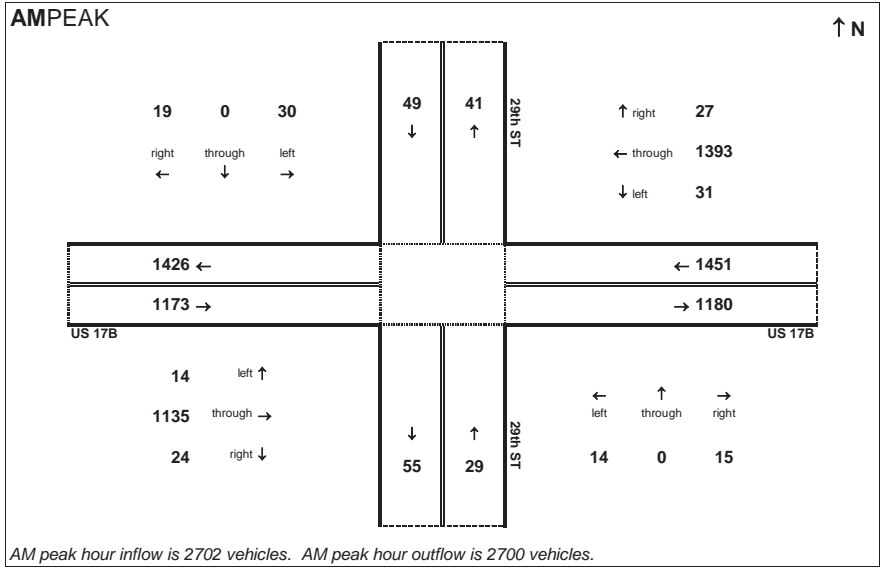 AMPEAK
↑ N
49 41
↓ ↑
29th ST
19 0 30
right through left
← ↓ →
↑ right 27
← through 1393
↓ left 31
1426 ← ← 1451
1173 → → 1180
US 17B US 17B
14 left ↑
1135 through →
24 right ↓
↓ ↑
55 29
29th ST
← ↑ →
left through right
14 0 15
AM peak hour inflow is 2702 vehicles. AM peak hour outflow is 2700 vehicles.